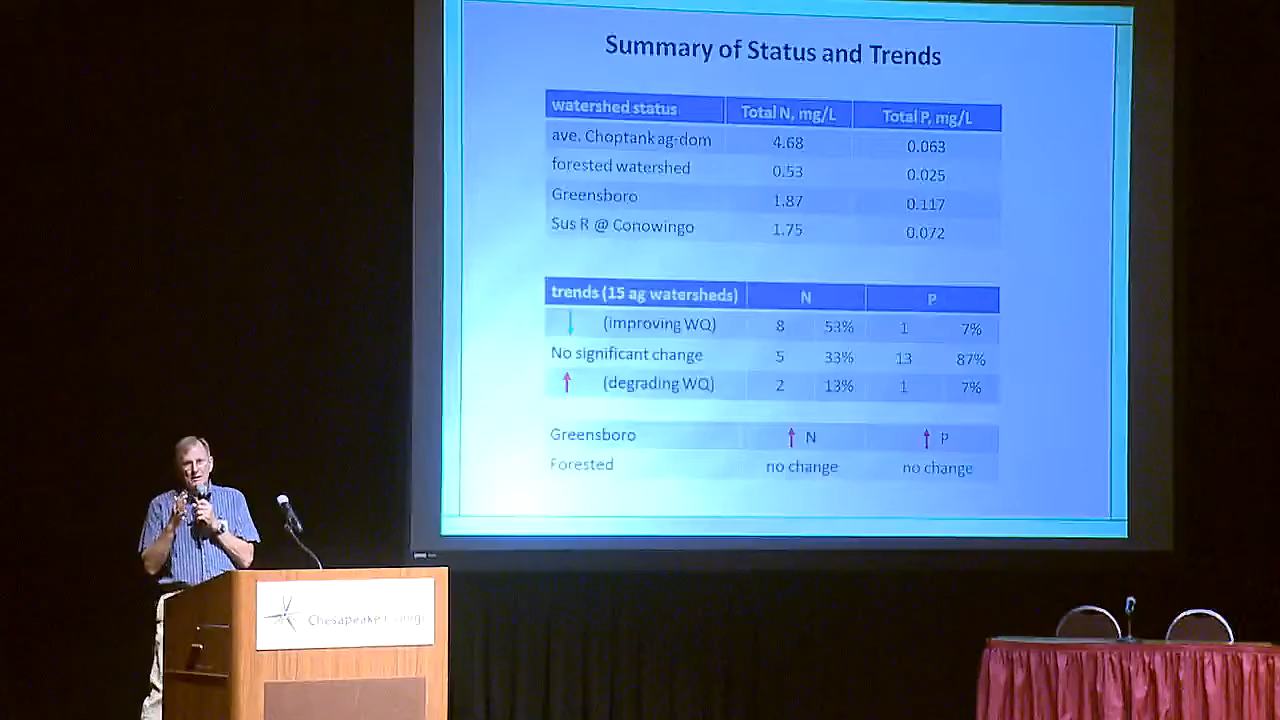 Summary of Status and Trends
watershed status Total N, mg/L Total P, mg/L
ave. Choptank ag-dom 4.68 0.063
forested watershed 0.53 0.025
Greensboro 1.87 0.117
Sus R @ Conowingo 1.75 0.072
trends (15 ag watersheds) N P
↓ (improving WQ) 8 53% 1 7%
No significant change 5 33% 13 87%
↑ (degrading WQ) 2 13% 1 7%
Greensboro ↑ N ↑ P
Forested no change no change
Chesapeake